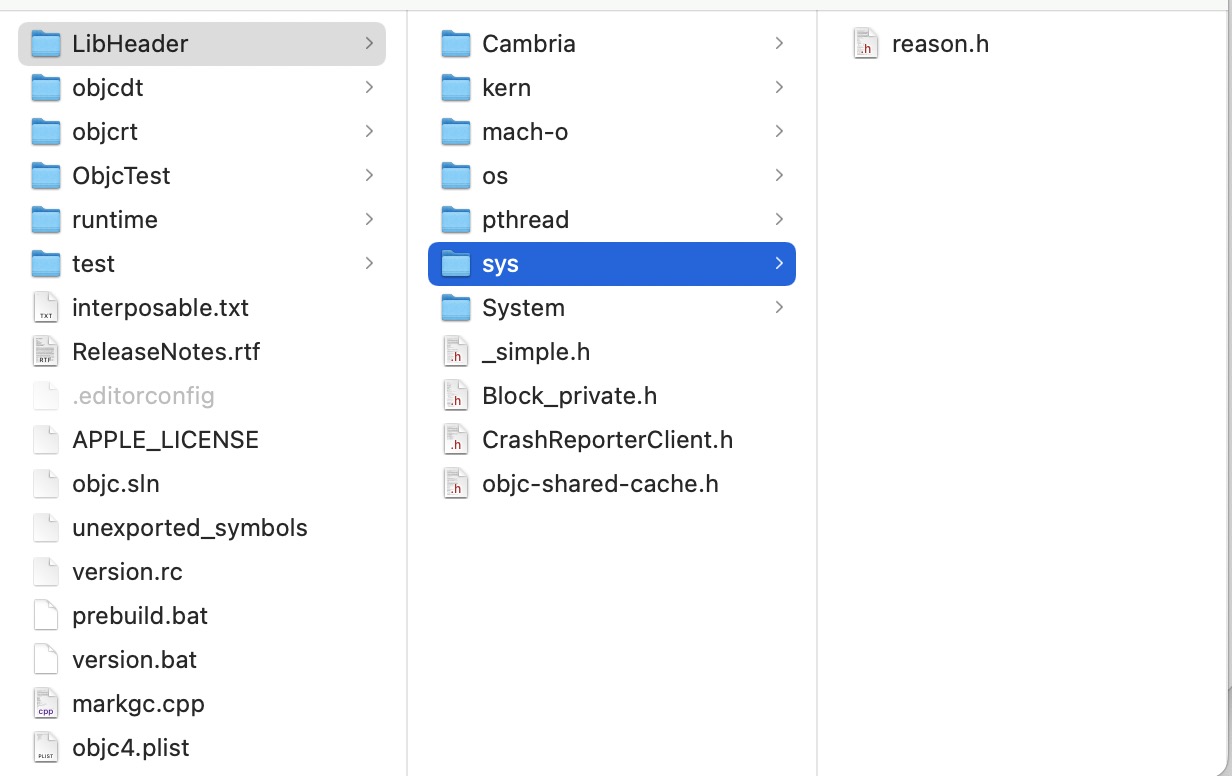 LibHeader
objcdt
objcrt
ObjcTest
runtime
test
interposable.txt
ReleaseNotes.rtf
.editorconfig
APPLE_LICENSE
objc.sln
unexported_symbols
version.rc
prebuild.bat
version.bat
markgc.cpp
objc4.plist
Cambria
kern
mach-o
os
pthread
sys
System
_simple.h
Block_private.h
CrashReporterClient.h
objc-shared-cache.h
reason.h
TXT
RTF
.h
.h
.h
.h
.h
cpp
PLIST